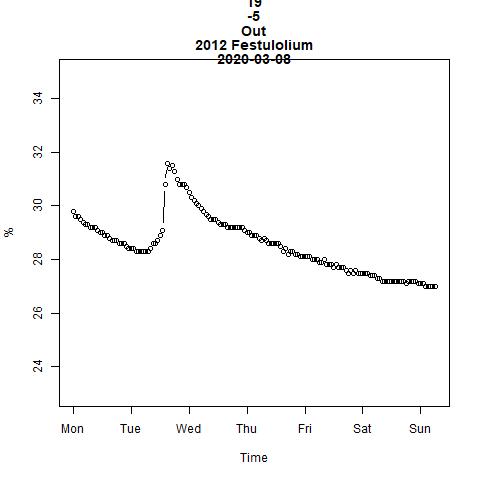 19
-5
Out
2012 Festulolium
2020-03-08
34
32
30
28
26
24
%
Mon Tue Wed Thu Fri Sat Sun
Time